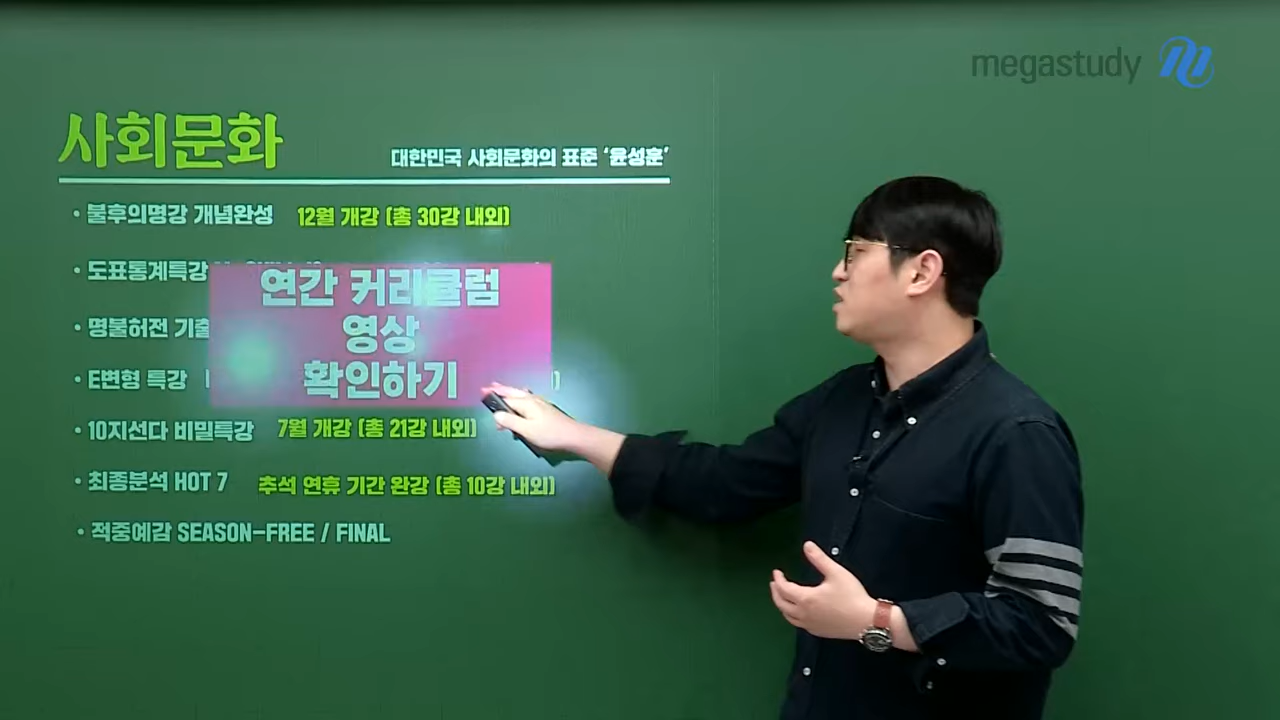 megastudy
사회문화
대한민국 사회문화의 표준 ‘윤성훈’
• 불후의명강 개념완성 12월 개강 (총 30강 내외)
• 도표통계특강
연간 커리큘럼
영상
• 명불허전 기출
확인하기
• E변형 특강
• 10지선다 비밀특강 7월 개강 (총 21강 내외)
• 최종분석 HOT 7 추석 연휴 기간 완강 (총 10강 내외)
• 적중예감 SEASON-FREE / FINAL